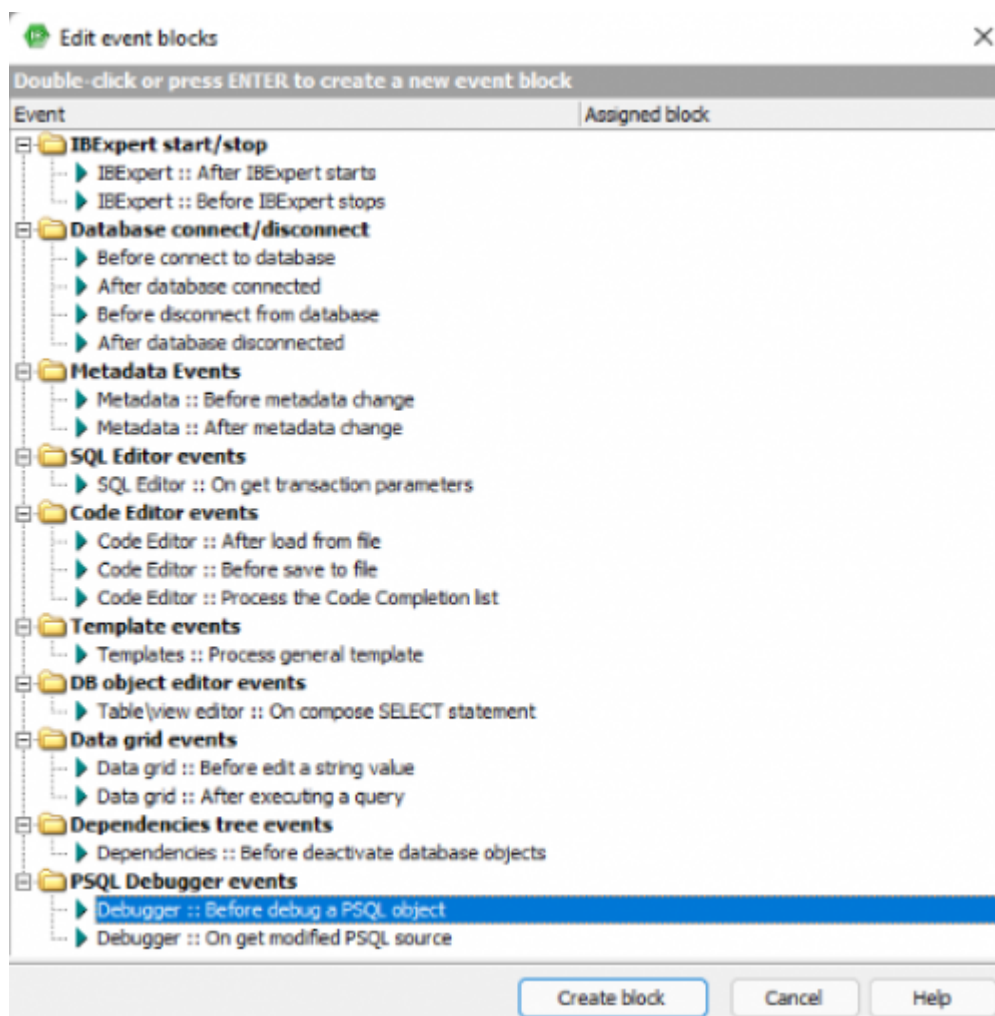 Edit event blocks
Double-click or press ENTER to create a new event block
Event Assigned block
IBExpert start/stop
IBExpert :: After IBExpert starts
IBExpert :: Before IBExpert stops
Database connect/disconnect
Before connect to database
After database connected
Before disconnect from database
After database disconnected
Metadata Events
Metadata :: Before metadata change
Metadata :: After metadata change
SQL Editor events
SQL Editor :: On get transaction parameters
Code Editor events
Code Editor :: After load from file
Code Editor :: Before save to file
Code Editor :: Process the Code Completion list
Template events
Templates :: Process general template
DB object editor events
Table\view editor :: On compose SELECT statement
Data grid events
Data grid :: Before edit a string value
Data grid :: After executing a query
Dependencies tree events
Dependencies :: Before deactivate database objects
PSQL Debugger events
Debugger :: Before debug a PSQL object
Debugger :: On get modified PSQL source
Create block Cancel Help